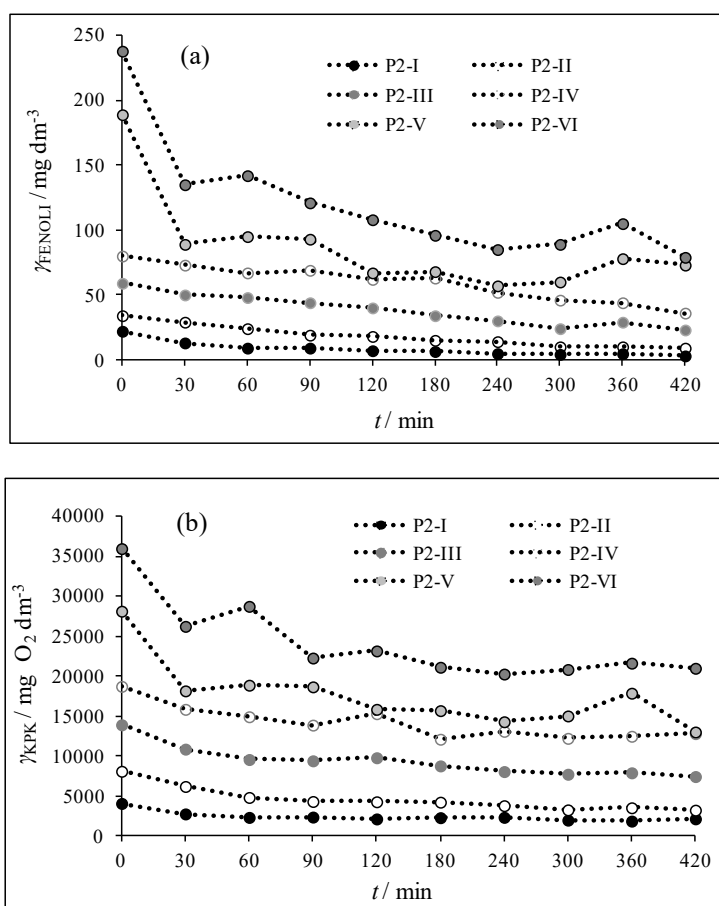 (a)
P2-I P2-II
P2-III P2-IV
P2-V P2-VI
250
200
150
100
50
0
γFENOLI / mg dm⁻³
0 30 60 90 120 180 240 300 360 420
t / min
(b)
P2-I P2-II
P2-III P2-IV
P2-V P2-VI
40000
35000
30000
25000
20000
15000
10000
5000
0
γKPK / mg O₂ dm⁻³
0 30 60 90 120 180 240 300 360 420
t / min